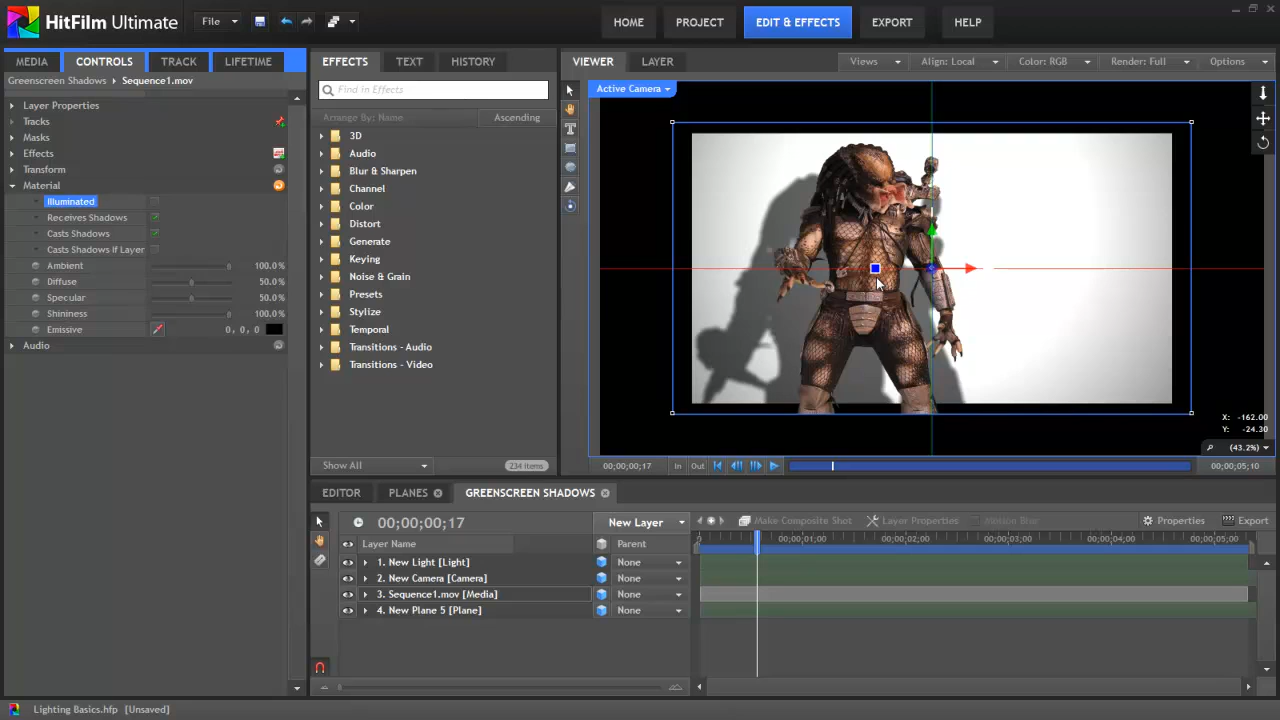 HitFilm Ultimate
File
HOME
PROJECT
EDIT & EFFECTS
EXPORT
HELP
MEDIA
CONTROLS
TRACK
LIFETIME
Greenscreen Shadows
Sequence1.mov
Layer Properties
Tracks
Masks
Effects
Transform
Material
Illuminated
Receives Shadows
Casts Shadows
Casts Shadows If Layer
Ambient 100.0%
Diffuse 50.0%
Specular 50.0%
Shininess 100.0%
Emissive 0, 0, 0
Audio
EFFECTS
TEXT
HISTORY
Find in Effects
Arrange By: Name
Ascending
3D
Audio
Blur & Sharpen
Channel
Color
Distort
Generate
Keying
Noise & Grain
Presets
Stylize
Temporal
Transitions - Audio
Transitions - Video
Show All
234 items
VIEWER
LAYER
Views
Align: Local
Color: RGB
Render: Full
Options
Active Camera
X: -162.00
Y: -24.30
(43.2%)
00;00;00;17
In
Out
00;00;05;10
EDITOR
PLANES
GREENSCREEN SHADOWS
00;00;00;17
New Layer
Make Composite Shot
Layer Properties
Motion Blur
Properties
Export
Layer Name
Parent
0
00;00;01;00
00;00;02;00
00;00;03;00
00;00;04;00
00;00;05;00
1. New Light [Light] None
2. New Camera [Camera] None
3. Sequence1.mov [Media] None
4. New Plane 5 [Plane] None
Lighting Basics.hfp [Unsaved]